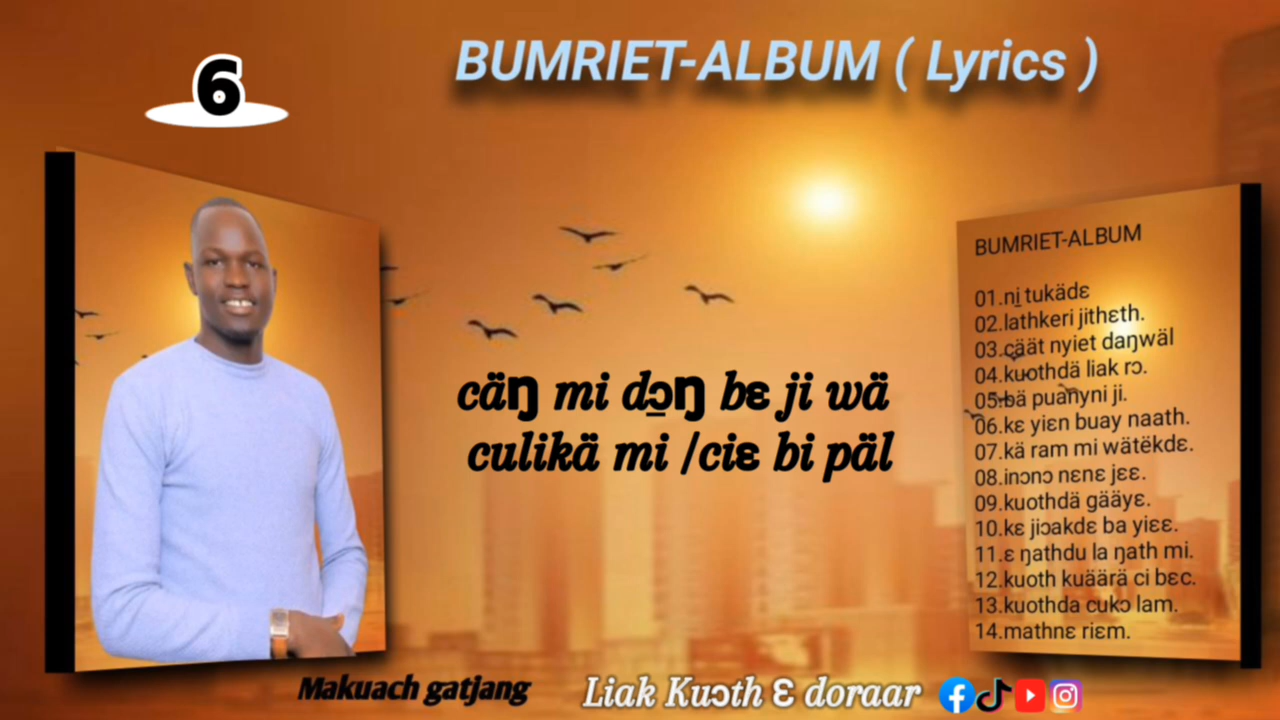 6
BUMRIET-ALBUM ( Lyrics )
cäŋ mi dɔ̱ŋ bɛ ji wä
culikä mi /ciɛ bi päl
BUMRIET-ALBUM
01.ni̱ tukädɛ
02.lathkeri jithɛth.
03.cäät nyiet daŋwäl
04.kuothdä liak rɔ.
05.bä puanyni ji.
06.kɛ yiɛn buay naath.
07.kä ram mi wätëkdɛ.
08.inɔnɔ nɛnɛ jɛɛ.
09.kuothdä gääyɛ.
10.kɛ jiɔakdɛ ba yiɛɛ.
11.ɛ ŋathdu la ŋath mi.
12.kuoth kuäärä ci bɛc.
13.kuothda cukɔ lam.
14.mathnɛ riɛm.
Makuach gatjang
Liak Kuɔth Ɛ doraar